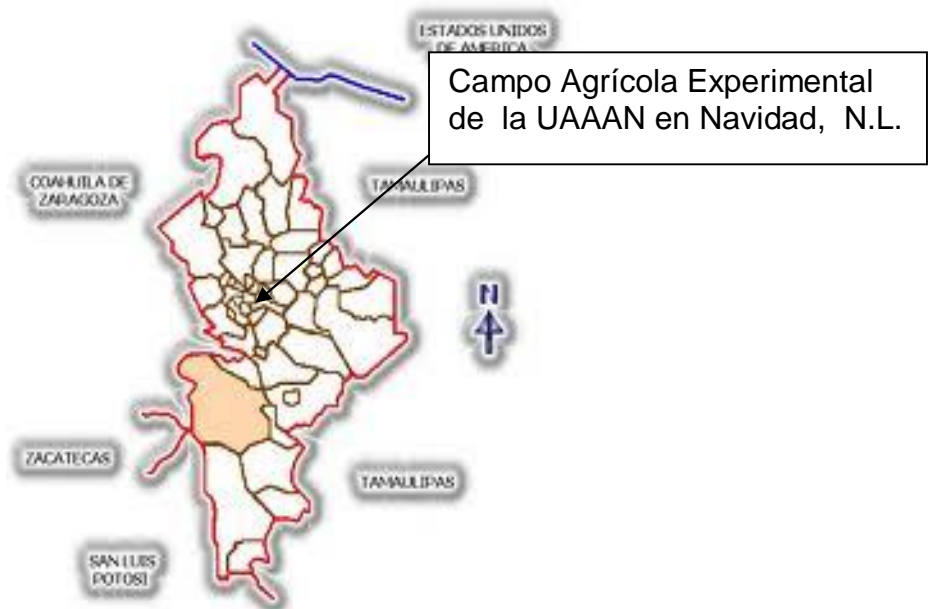 ESTADOS UNIDOS
DE AMERICA
Campo Agrícola Experimental
de la UAAAN en Navidad, N.L.
COAHUILA DE
ZARAGOZA
TAMAULIPAS
N
ZACATECAS
TAMAULIPAS
SAN LUIS
POTOSI